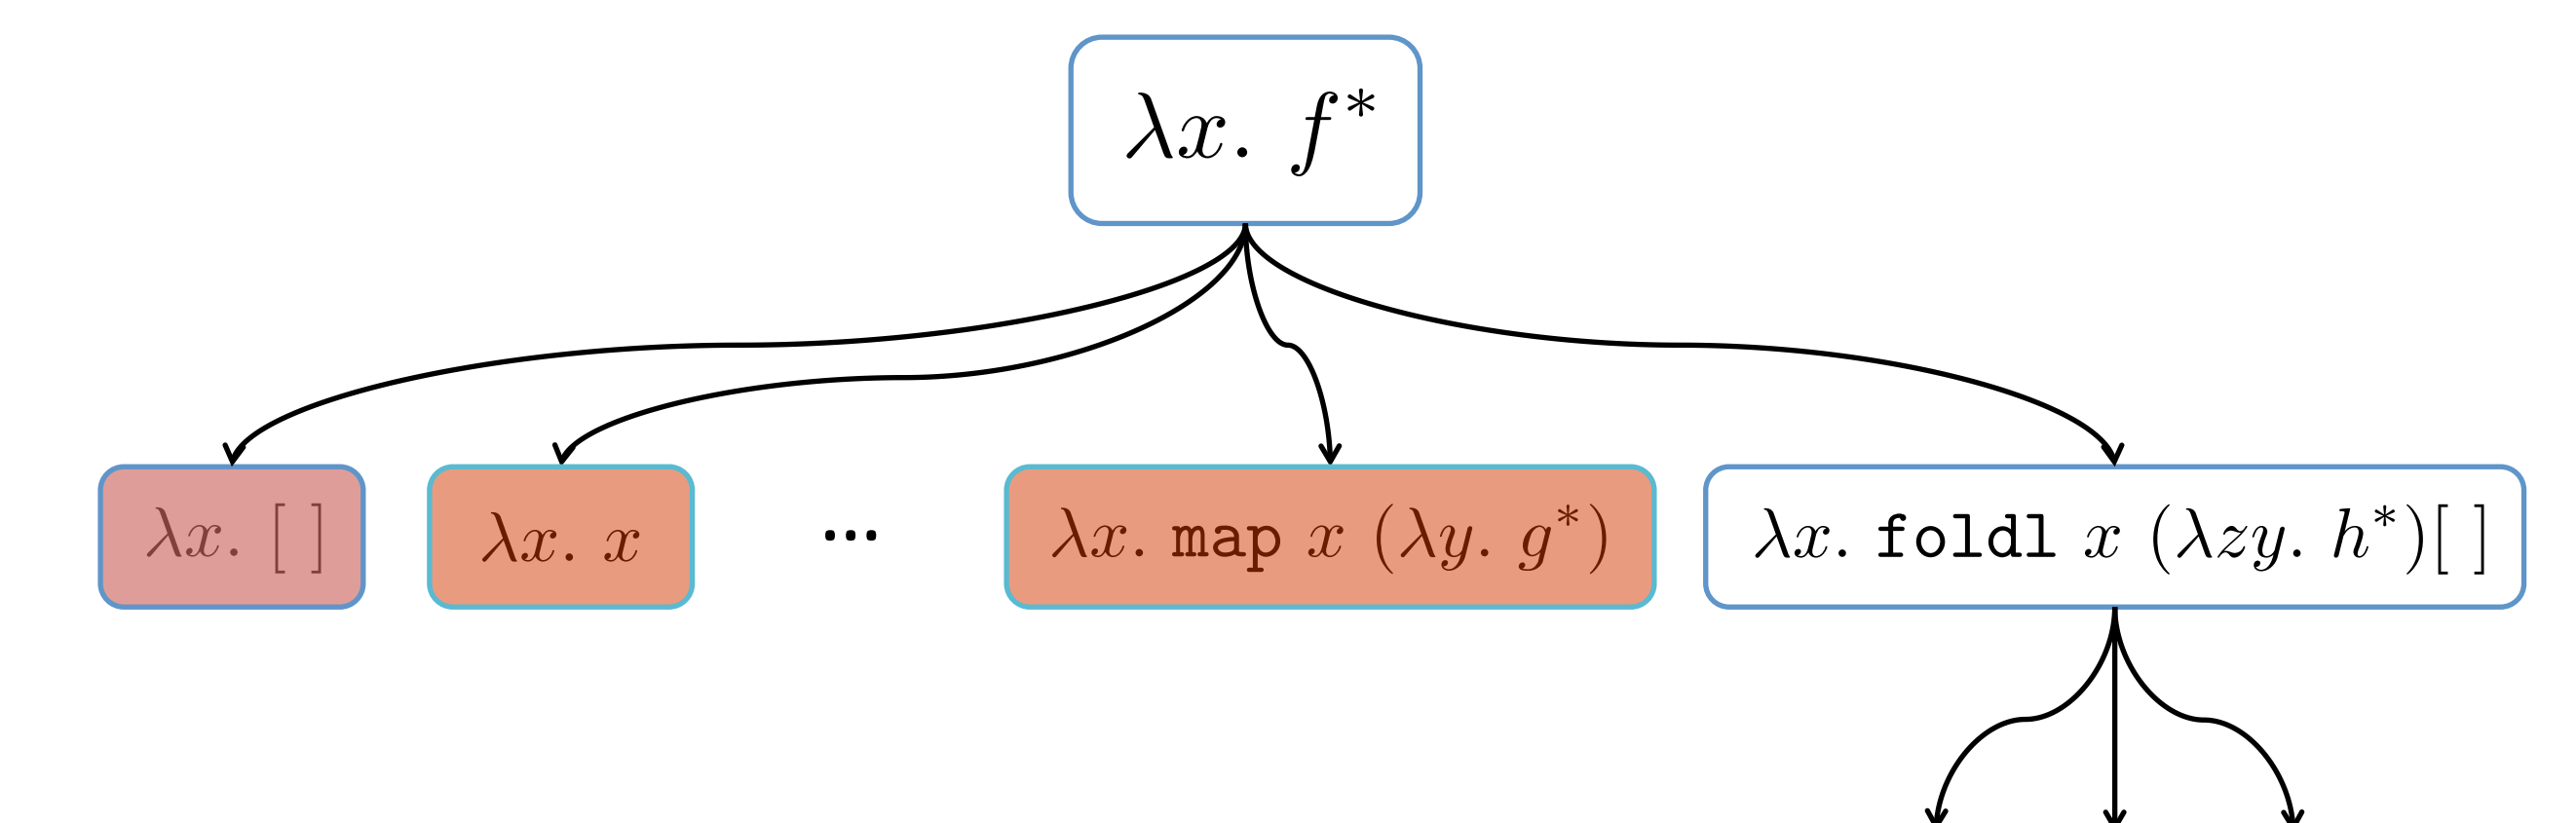 λx. f*
λx. [ ]
λx. x
...
λx. map x (λy. g*)
λx. foldl x (λzy. h*)[ ]